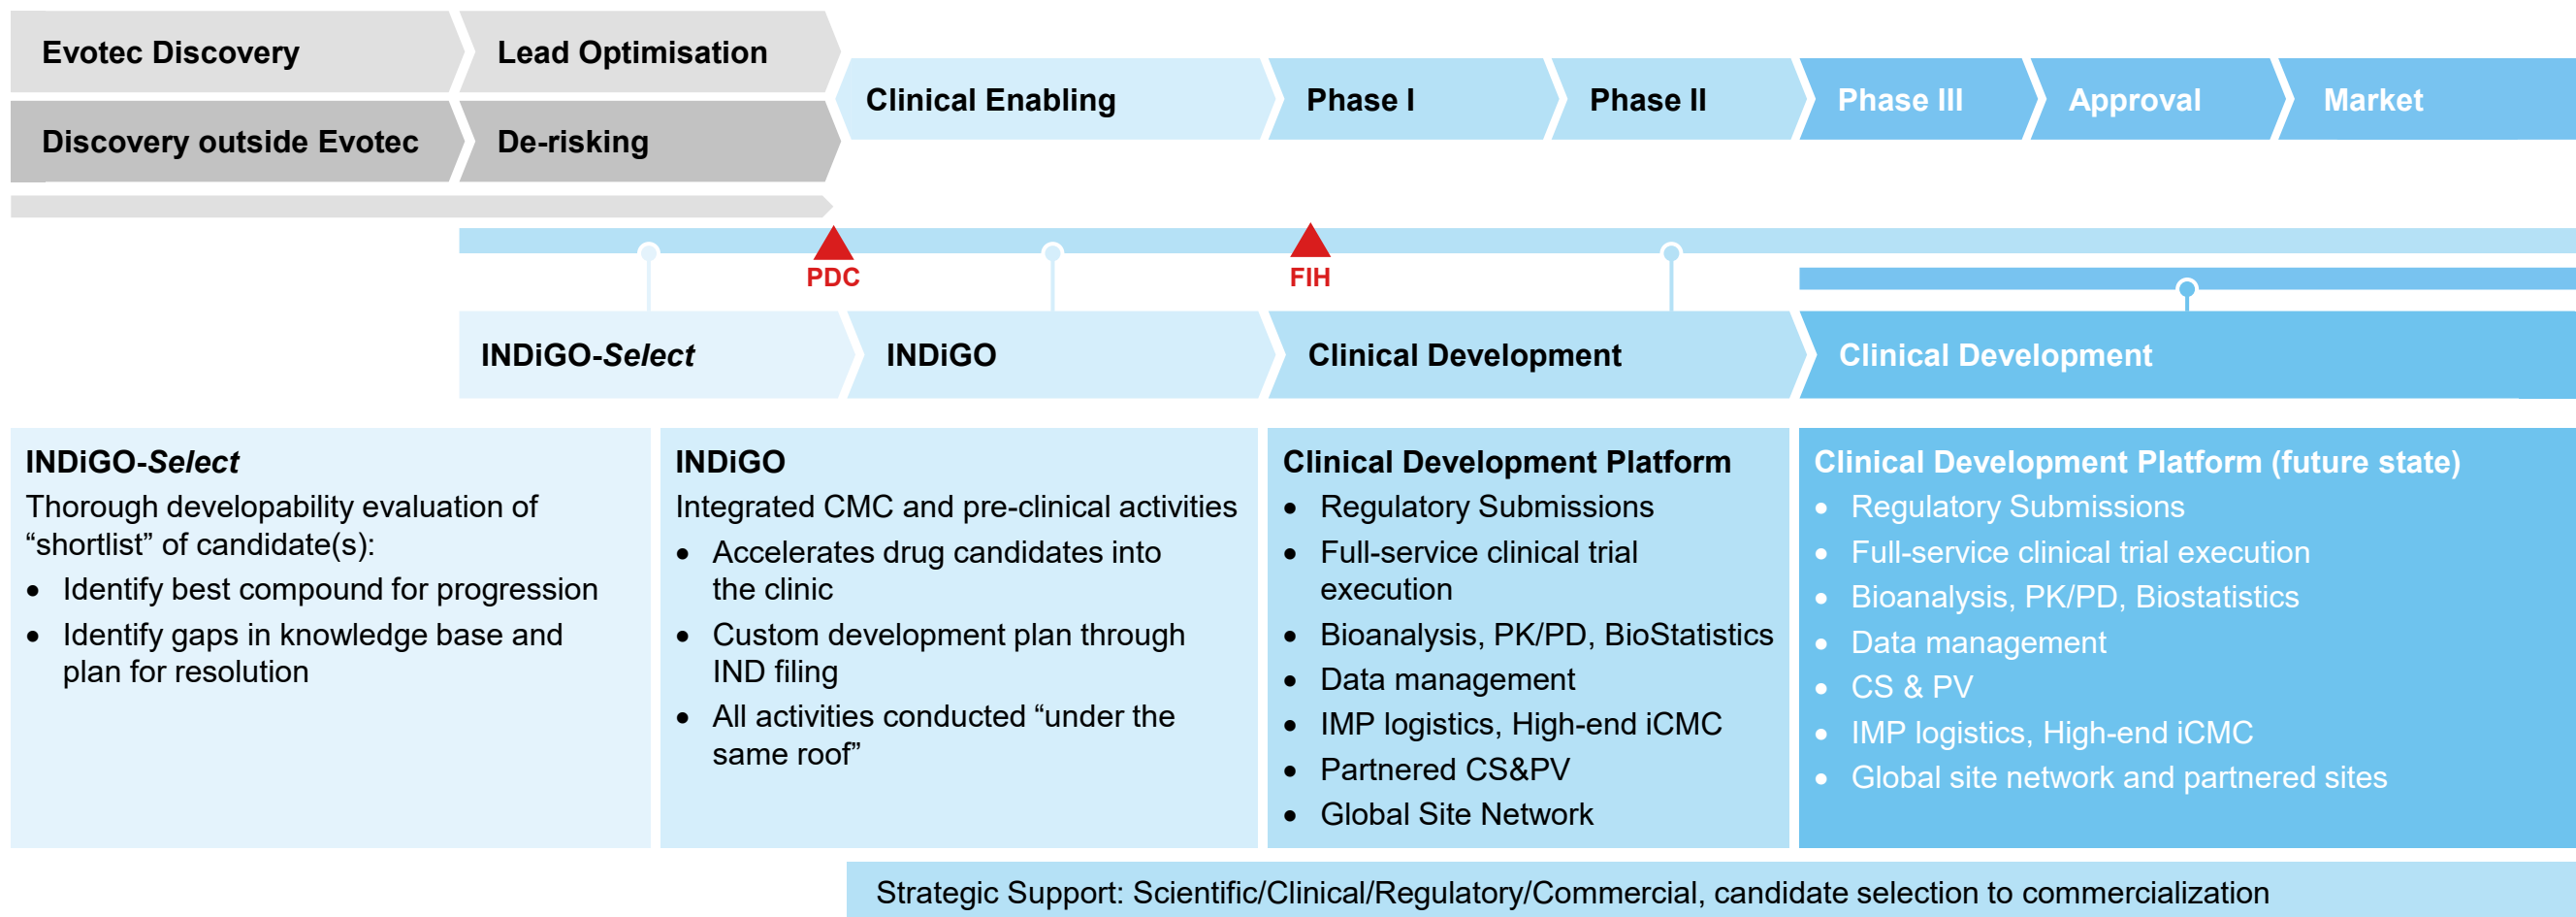 Evotec Discovery
Lead Optimisation
Discovery outside Evotec
De-risking
Clinical Enabling
Phase I
Phase II
Phase III
Approval
Market
PDC
FIH
INDiGO-Select
INDiGO
Clinical Development
Clinical Development
INDiGO-Select
Thorough developability evaluation of
“shortlist” of candidate(s):
• Identify best compound for progression
• Identify gaps in knowledge base and
plan for resolution
INDiGO
Integrated CMC and pre-clinical activities
• Accelerates drug candidates into
the clinic
• Custom development plan through
IND filing
• All activities conducted “under the
same roof”
Clinical Development Platform
• Regulatory Submissions
• Full-service clinical trial
execution
• Bioanalysis, PK/PD, BioStatistics
• Data management
• IMP logistics, High-end iCMC
• Partnered CS&PV
• Global Site Network
Clinical Development Platform (future state)
• Regulatory Submissions
• Full-service clinical trial execution
• Bioanalysis, PK/PD, Biostatistics
• Data management
• CS & PV
• IMP logistics, High-end iCMC
• Global site network and partnered sites
Strategic Support: Scientific/Clinical/Regulatory/Commercial, candidate selection to commercialization